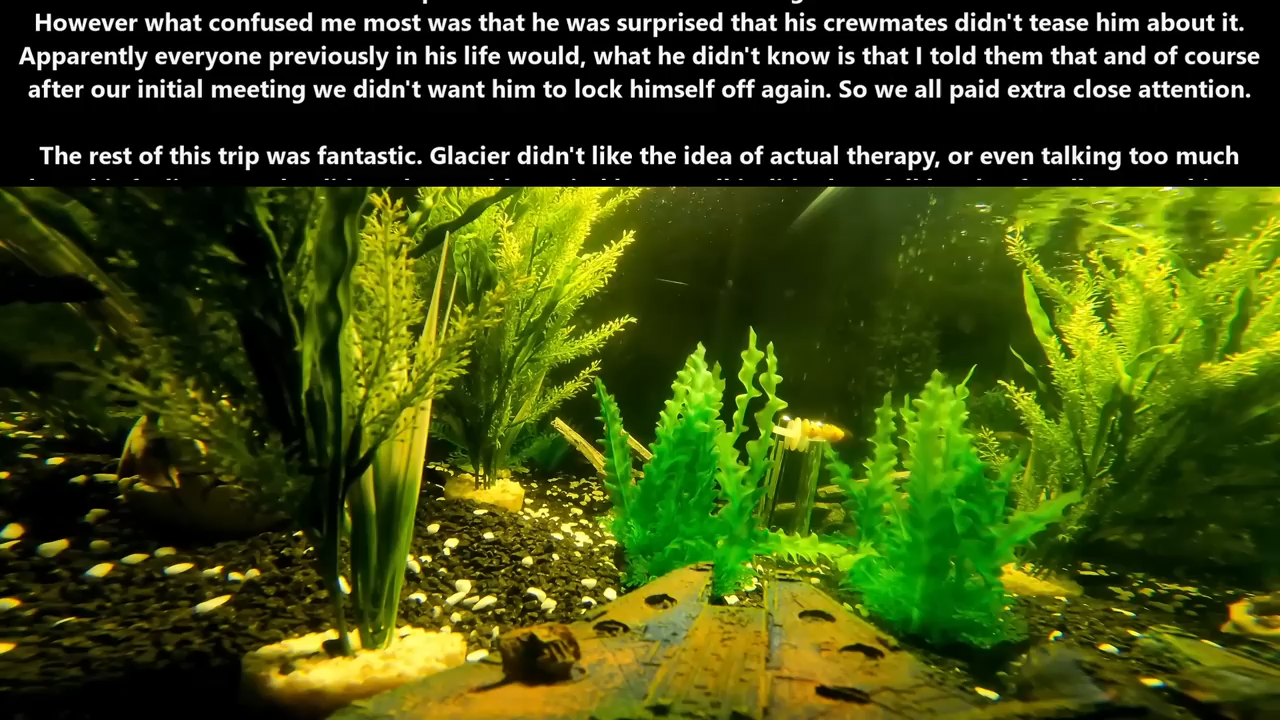 However what confused me most was that he was surprised that his crewmates didn't tease him about it.
Apparently everyone previously in his life would, what he didn't know is that I told them that and of course
after our initial meeting we didn't want him to lock himself off again. So we all paid extra close attention.
The rest of this trip was fantastic. Glacier didn't like the idea of actual therapy, or even talking too much